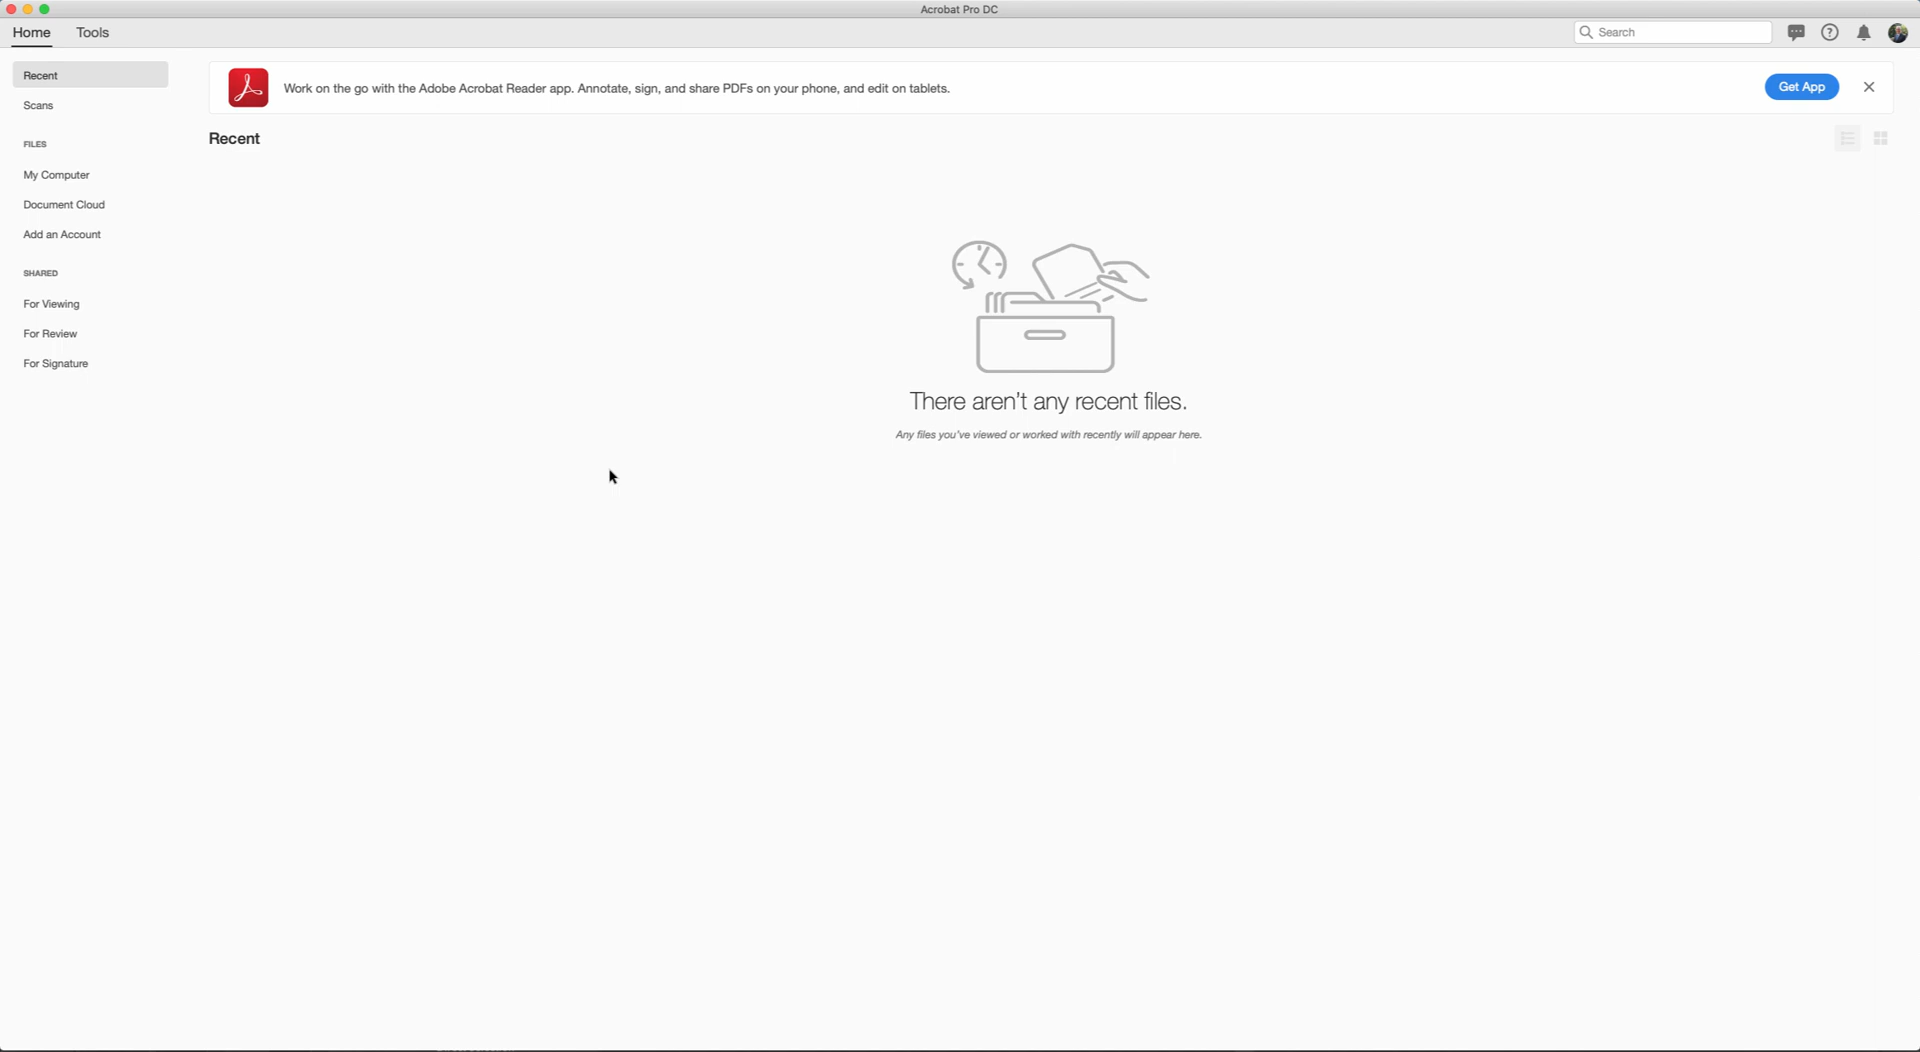 Acrobat Pro DC
Home Tools
Search
Recent
Scans
FILES
My Computer
Document Cloud
Add an Account
SHARED
For Viewing
For Review
For Signature
Work on the go with the Adobe Acrobat Reader app. Annotate, sign, and share PDFs on your phone, and edit on tablets.
Get App
Recent
There aren't any recent files.
Any files you've viewed or worked with recently will appear here.